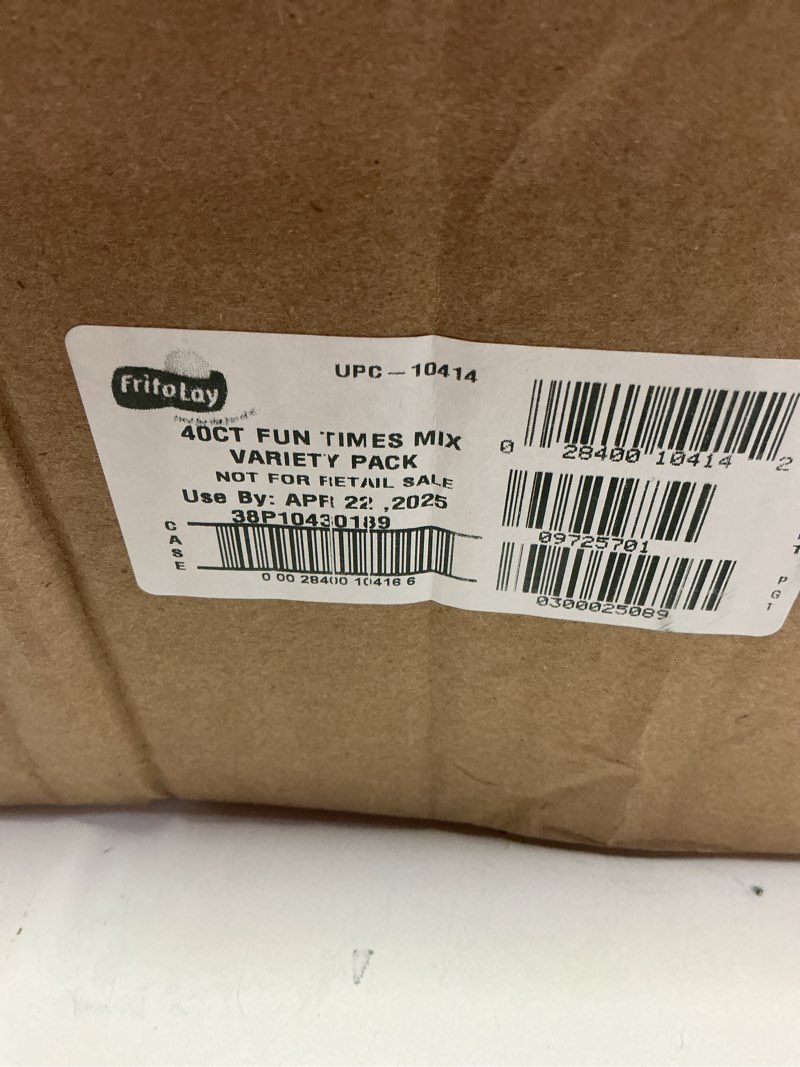 FritoLay
UPC - 10414
40CT FUN TIMES MIX
VARIETY PACK
NOT FOR RETAIL SALE
Use By: APR 22 ,2025
38P10430189
CASE
0 00 28400 10416 6
0 28400 10414 2
09725701
0300025089
PGT